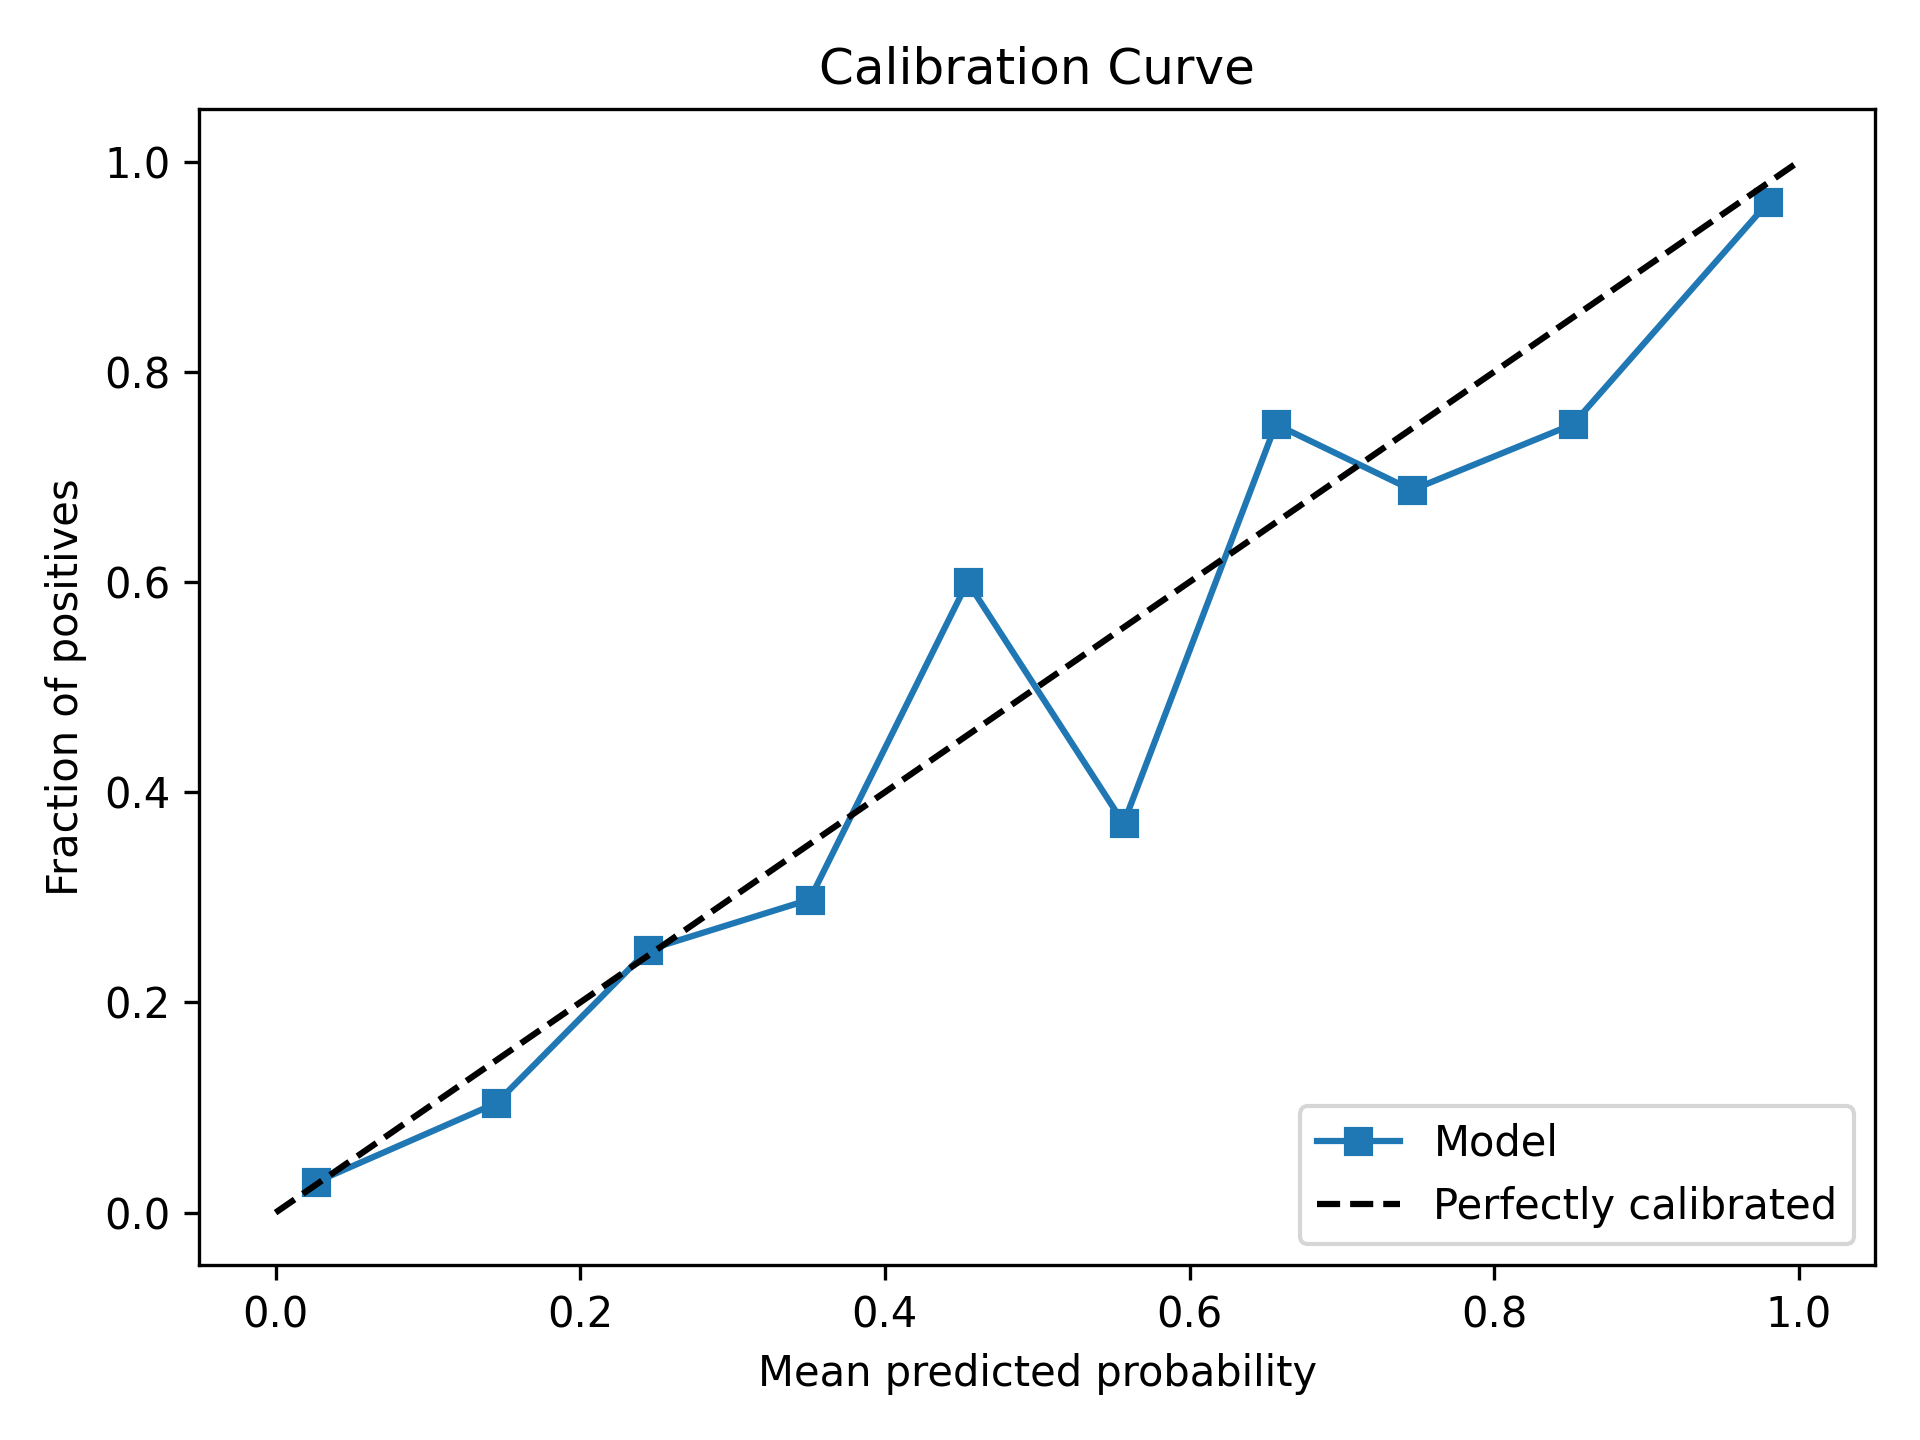 Calibration Curve
1.0
0.8
0.6
0.4
0.2
0.0
Fraction of positives
0.0 0.2 0.4 0.6 0.8 1.0
Mean predicted probability
Model
Perfectly calibrated